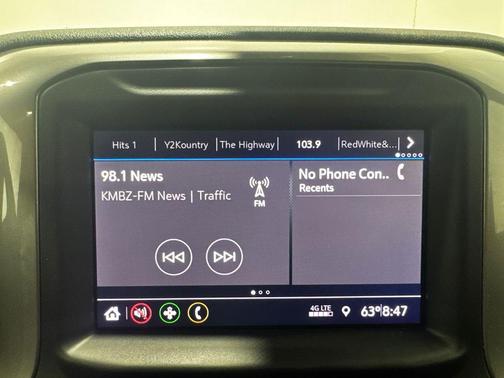 Hits 1 Y2Kountry The Highway 103.9 RedWhite&...
98.1 News
KMBZ-FM News | Traffic
FM
No Phone Con..
Recents
4G LTE
63° 8:47